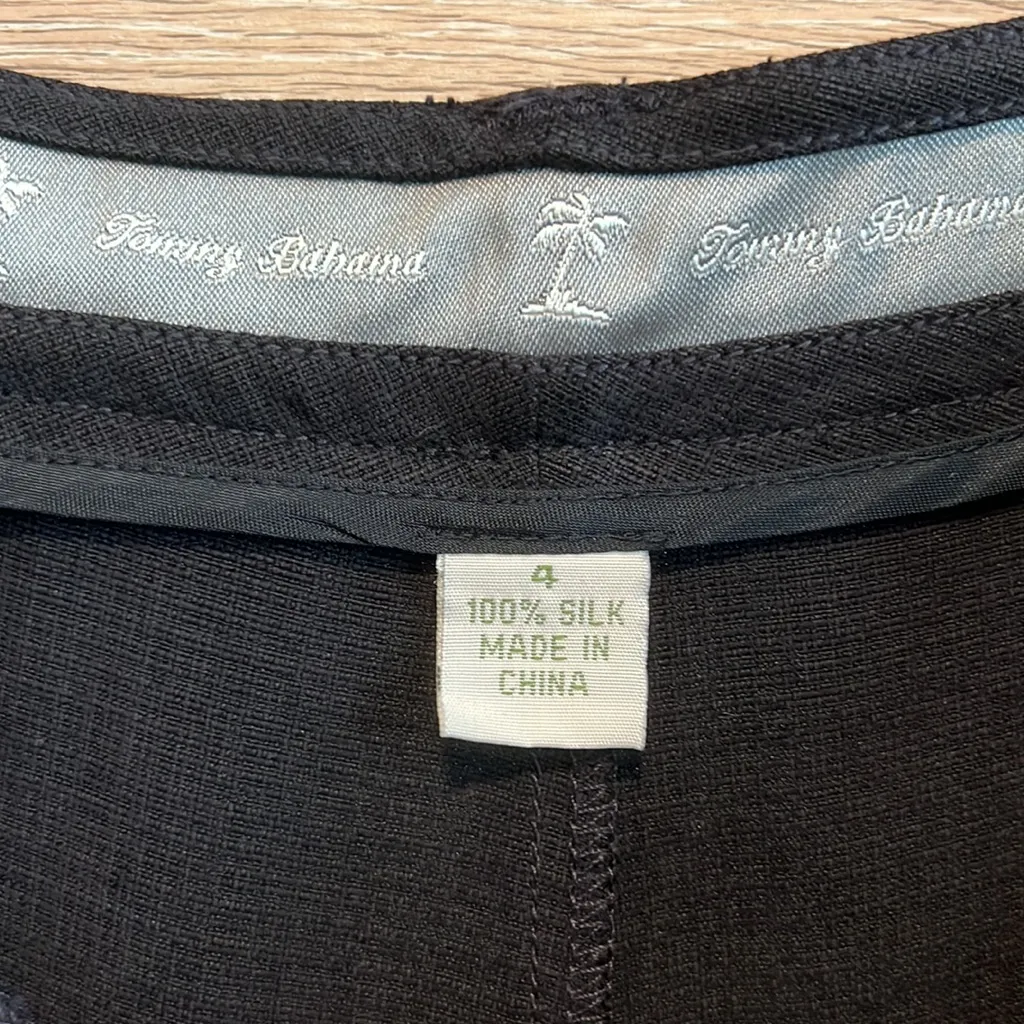 Tommy Bahama
Tommy Bahama
4
100% SILK
MADE IN
CHINA